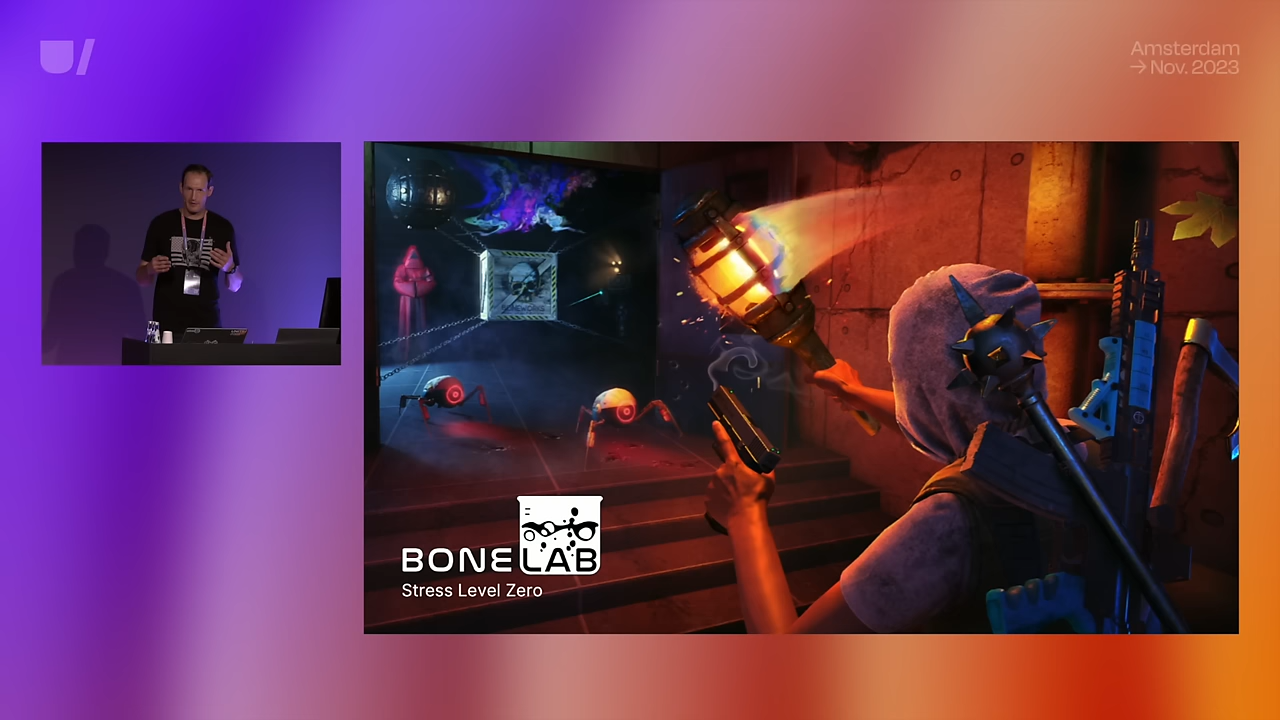 Amsterdam
→ Nov. 2023
BONELAB
Stress Level Zero